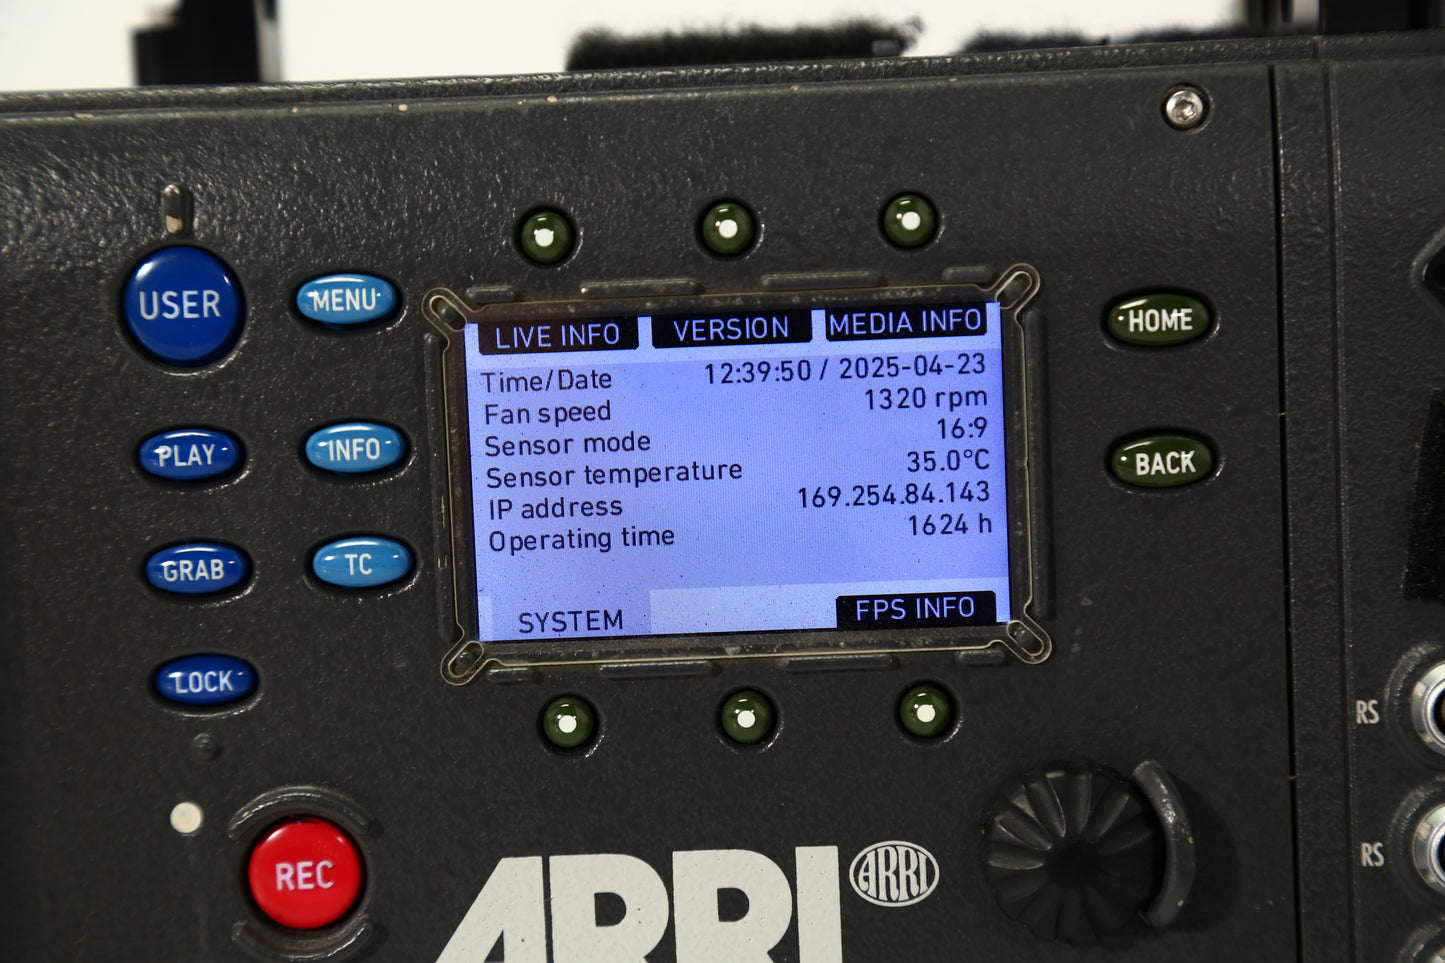 USER
MENU
PLAY
INFO
GRAB
TC
LOCK
REC
LIVE INFO
VERSION
MEDIA INFO
Time/Date 12:39:50 / 2025-04-23
Fan speed 1320 rpm
Sensor mode 16:9
Sensor temperature 35.0°C
IP address 169.254.84.143
Operating time 1624 h
SYSTEM
FPS INFO
HOME
BACK
RS
RS
ARRI
ARRI